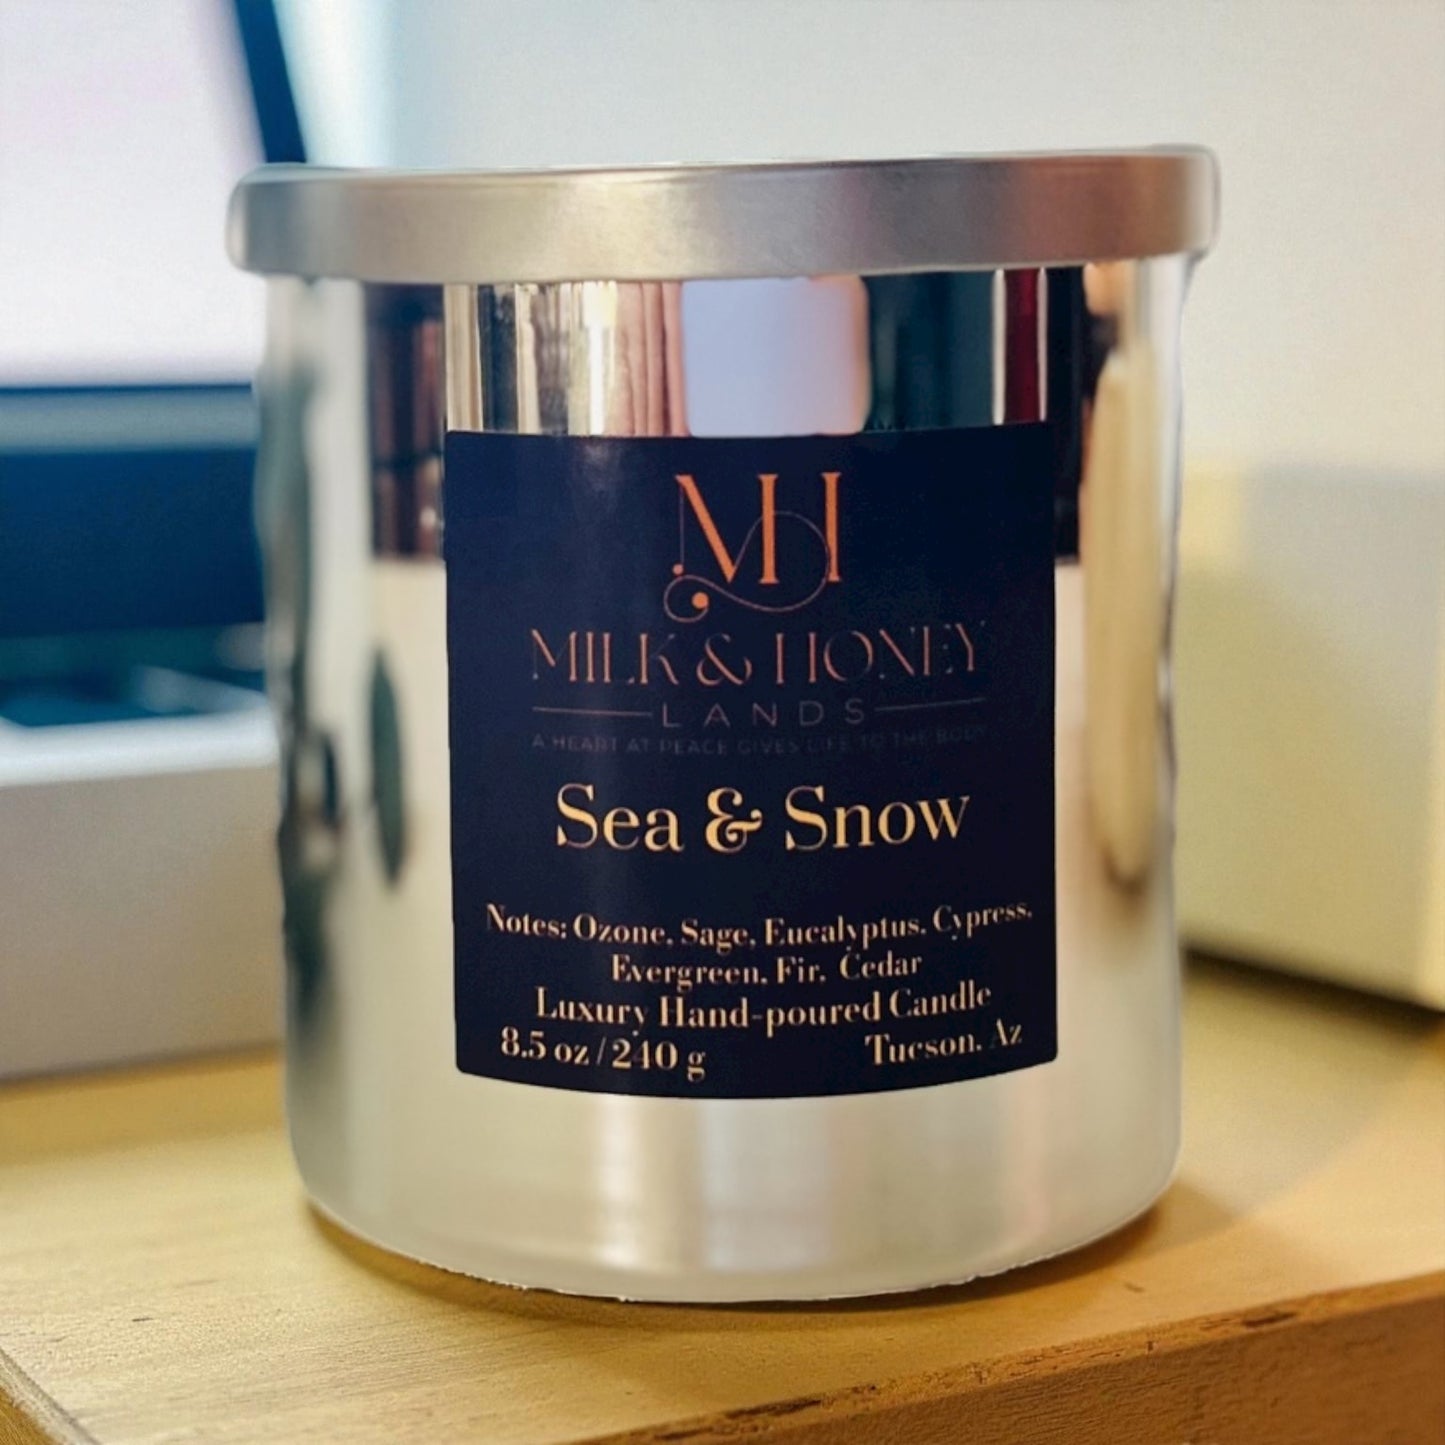 MH
MILK & HONEY
LANDS
A HEART AT PEACE GIVES LIFE TO THE BODY
Sea & Snow
Notes: Ozone, Sage, Eucalyptus, Cypress,
Evergreen, Fir, Cedar
Luxury Hand-poured Candle
8.5 oz / 240 g Tucson, Az